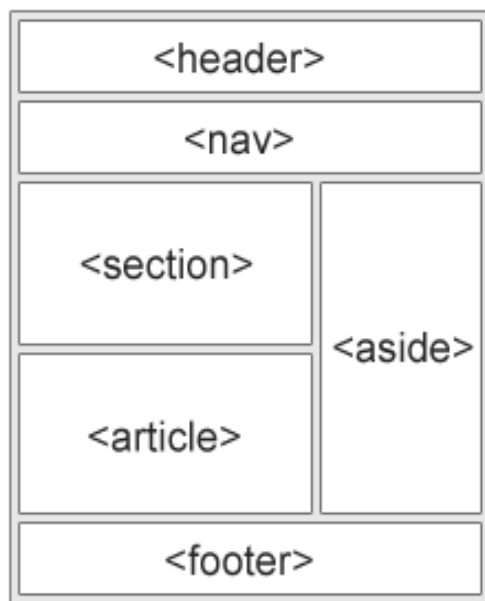 <header>
<nav>
<section>
<aside>
<article>
<footer>